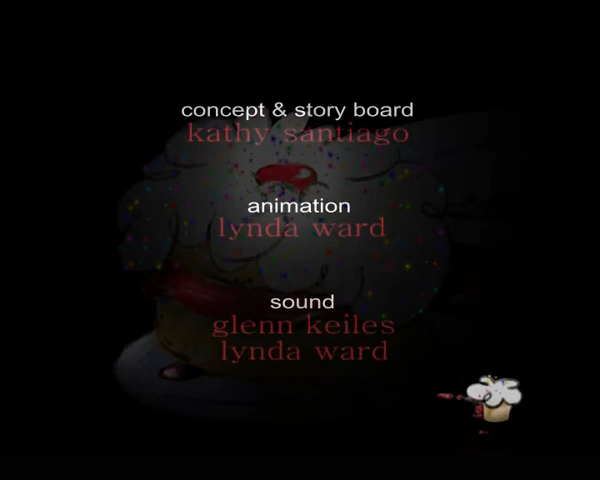 concept & story board
kathy santiago
animation
lynda ward
sound
glenn keiles
lynda ward